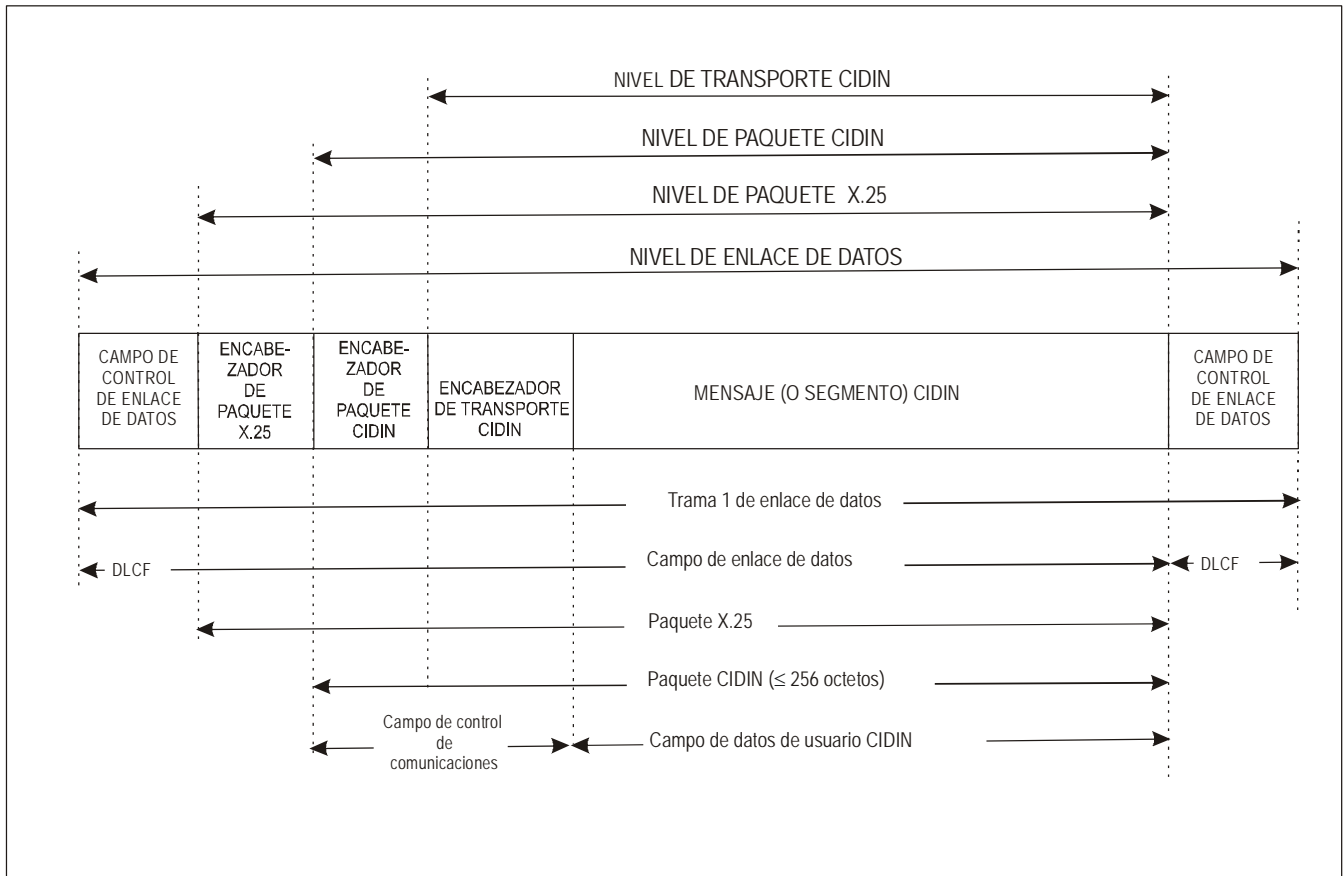 NIVEL DE TRANSPORTE CIDIN
NIVEL DE PAQUETE CIDIN
NIVEL DE PAQUETE X.25
NIVEL DE ENLACE DE DATOS
CAMPO DE
CONTROL
DE ENLACE
DE DATOS
ENCABE-
ZADOR
DE
PAQUETE
X.25
ENCABE-
ZADOR
DE
PAQUETE
CIDIN
ENCABEZADOR
DE TRANSPORTE
CIDIN
MENSAJE (O SEGMENTO) CIDIN
CAMPO DE
CONTROL
DE ENLACE
DE DATOS
Trama 1 de enlace de datos
DLCF
Campo de enlace de datos
DLCF
Paquete X.25
Paquete CIDIN (≤ 256 octetos)
Campo de control
de
comunicaciones
Campo de datos de usuario CIDIN